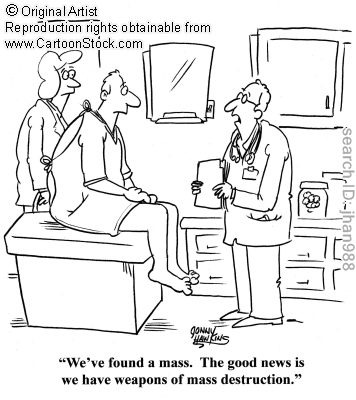 © Original Artist
Reproduction rights obtainable from
www.CartoonStock.com
search ID: jhan988
JONNY
HAWKINS
“We’ve found a mass. The good news is
we have weapons of mass destruction.”